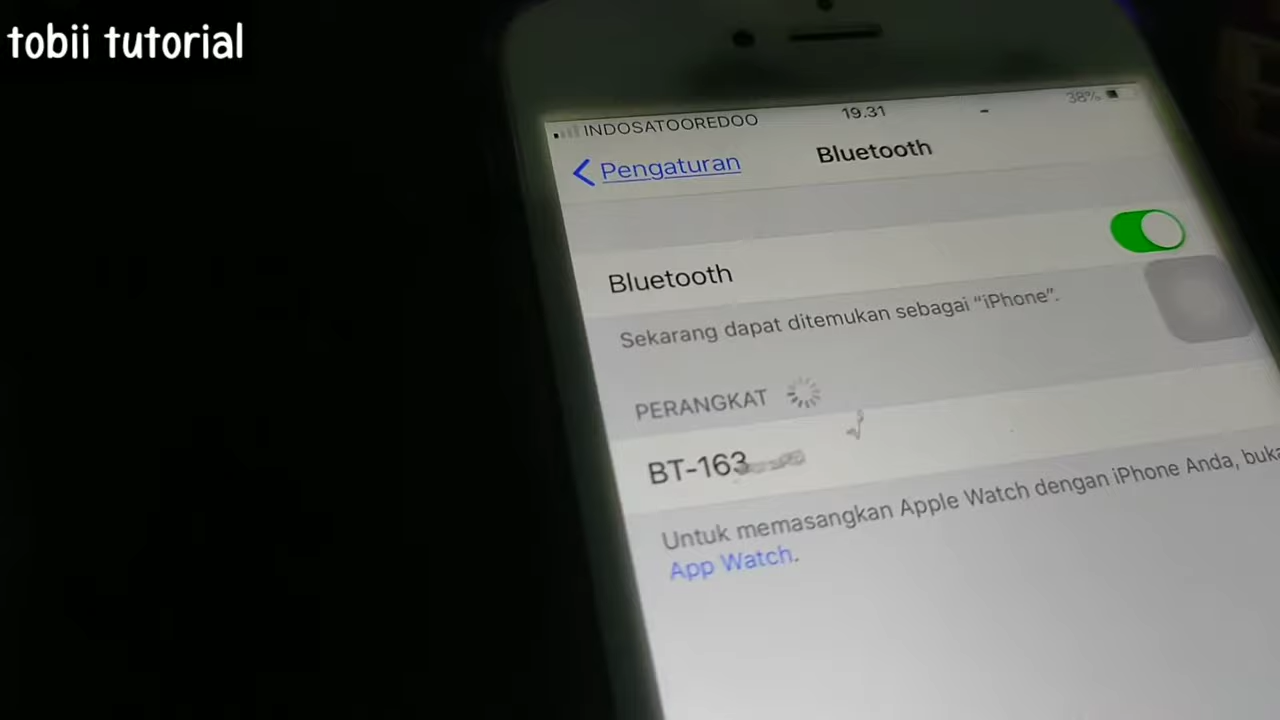 tobii tutorial
INDOSATOOREDOO 19.31 38%
Pengaturan Bluetooth
Bluetooth
Sekarang dapat ditemukan sebagai “iPhone”.
PERANGKAT
BT-163
Untuk memasangkan Apple Watch dengan iPhone Anda, buka
App Watch.